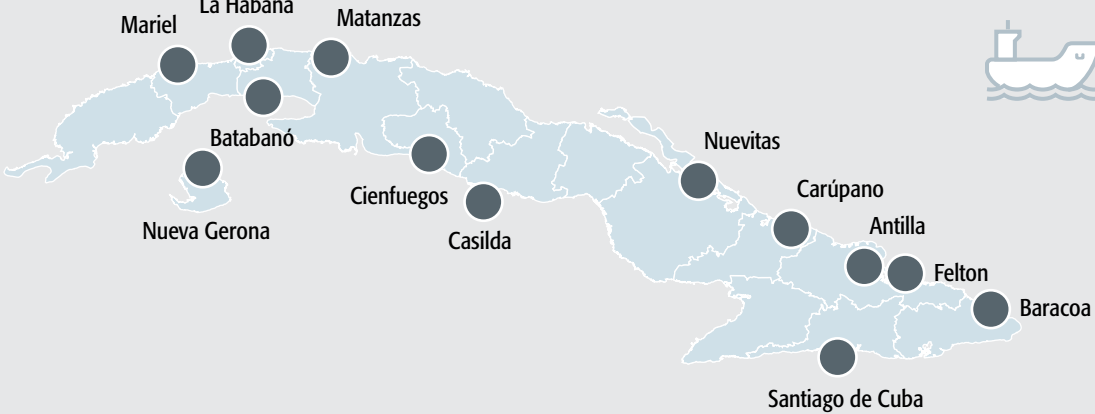 La Habana
Mariel
Matanzas
Batabanó
Nueva Gerona
Cienfuegos
Casilda
Nuevitas
Carúpano
Antilla
Felton
Baracoa
Santiago de Cuba